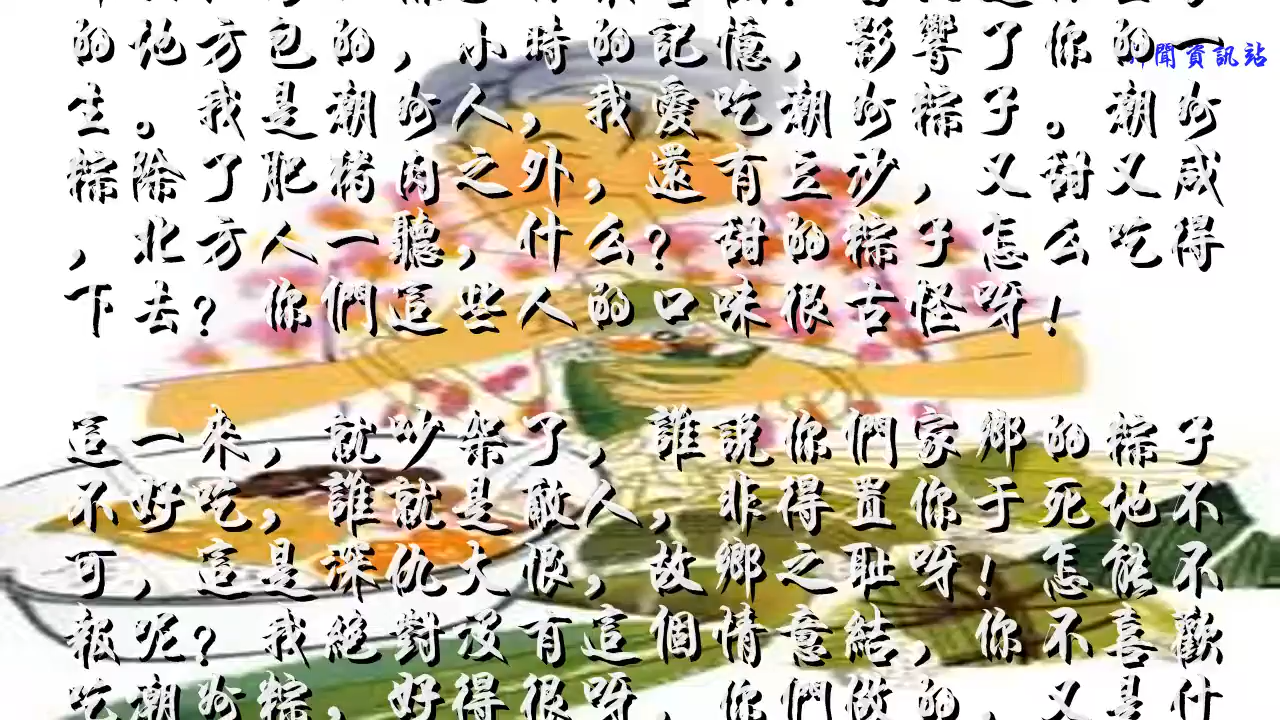 的地方包的，小時的記憶，影響了你的一
聞資訊站
生。我是潮州人，我愛吃潮州粽子。潮州
粽除了肥猪肉之外，還有豆沙，又甜又咸
，北方人一聽，什么？甜的粽子怎么吃得
下去？你們這些人的口味很古怪呀！
這一來，就吵架了，誰說你們家鄉的粽子
不好吃，誰就是敵人，非得置你于死地不
可，這是深仇大恨，故鄉之耻呀！怎能不
報呢？我絕對沒有這個情意結，你不喜歡
吃潮州粽，好得很呀，你們做的，又是什